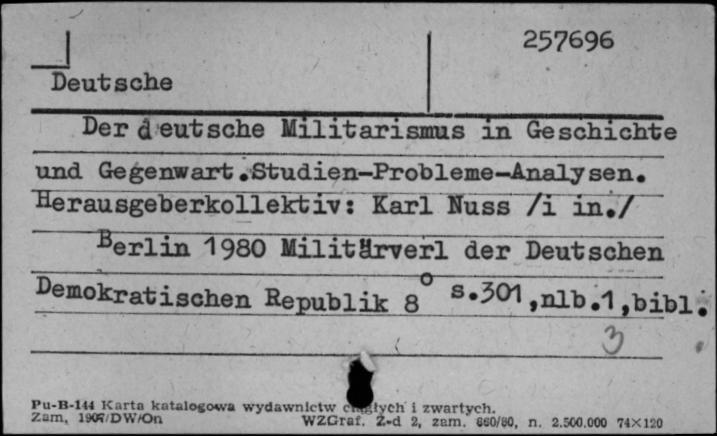 257696
Deutsche
Der deutsche Militarismus in Geschichte
und Gegenwart.Studien-Probleme-Analysen.
Herausgeberkollektiv: Karl Nuss /i in./
Berlin 1980 Militärverl der Deutschen
Demokratischen Republik 8° s.301,nlb.1,bibl.
3
Pu-B-144 Karta katalogowa wydawnictw ciągłych i zwartych.
Zam, 1907/DW/On WZGraf. Z-d 2, zam. 660/80, n. 2.500.000 74×120